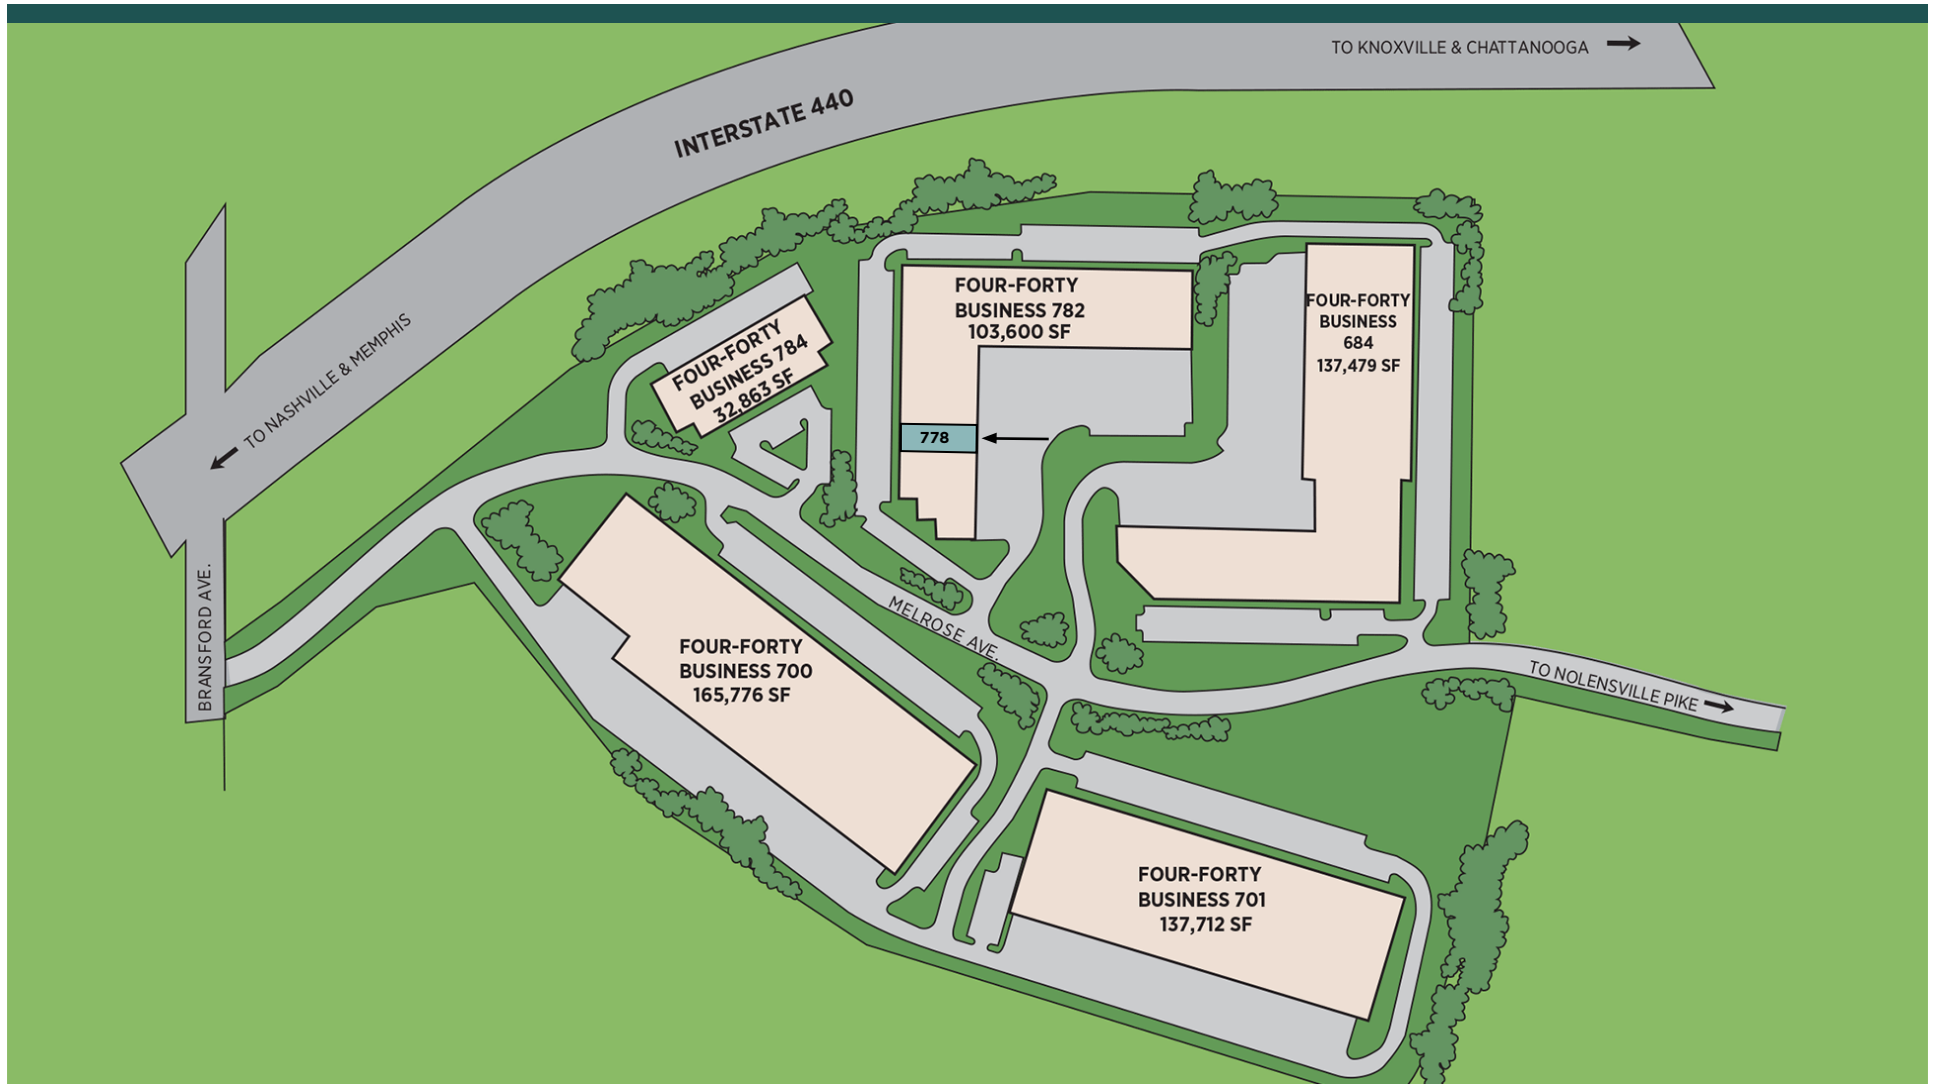 TO KNOXVILLE & CHATTANOOGA
INTERSTATE 440
TO NASHVILLE & MEMPHIS
BRANSFORD AVE.
FOUR-FORTY
BUSINESS 784
32,863 SF
FOUR-FORTY
BUSINESS 782
103,600 SF
778
FOUR-FORTY
BUSINESS
684
137,479 SF
MELROSE AVE.
FOUR-FORTY
BUSINESS 700
165,776 SF
TO NOLENSVILLE PIKE
FOUR-FORTY
BUSINESS 701
137,712 SF